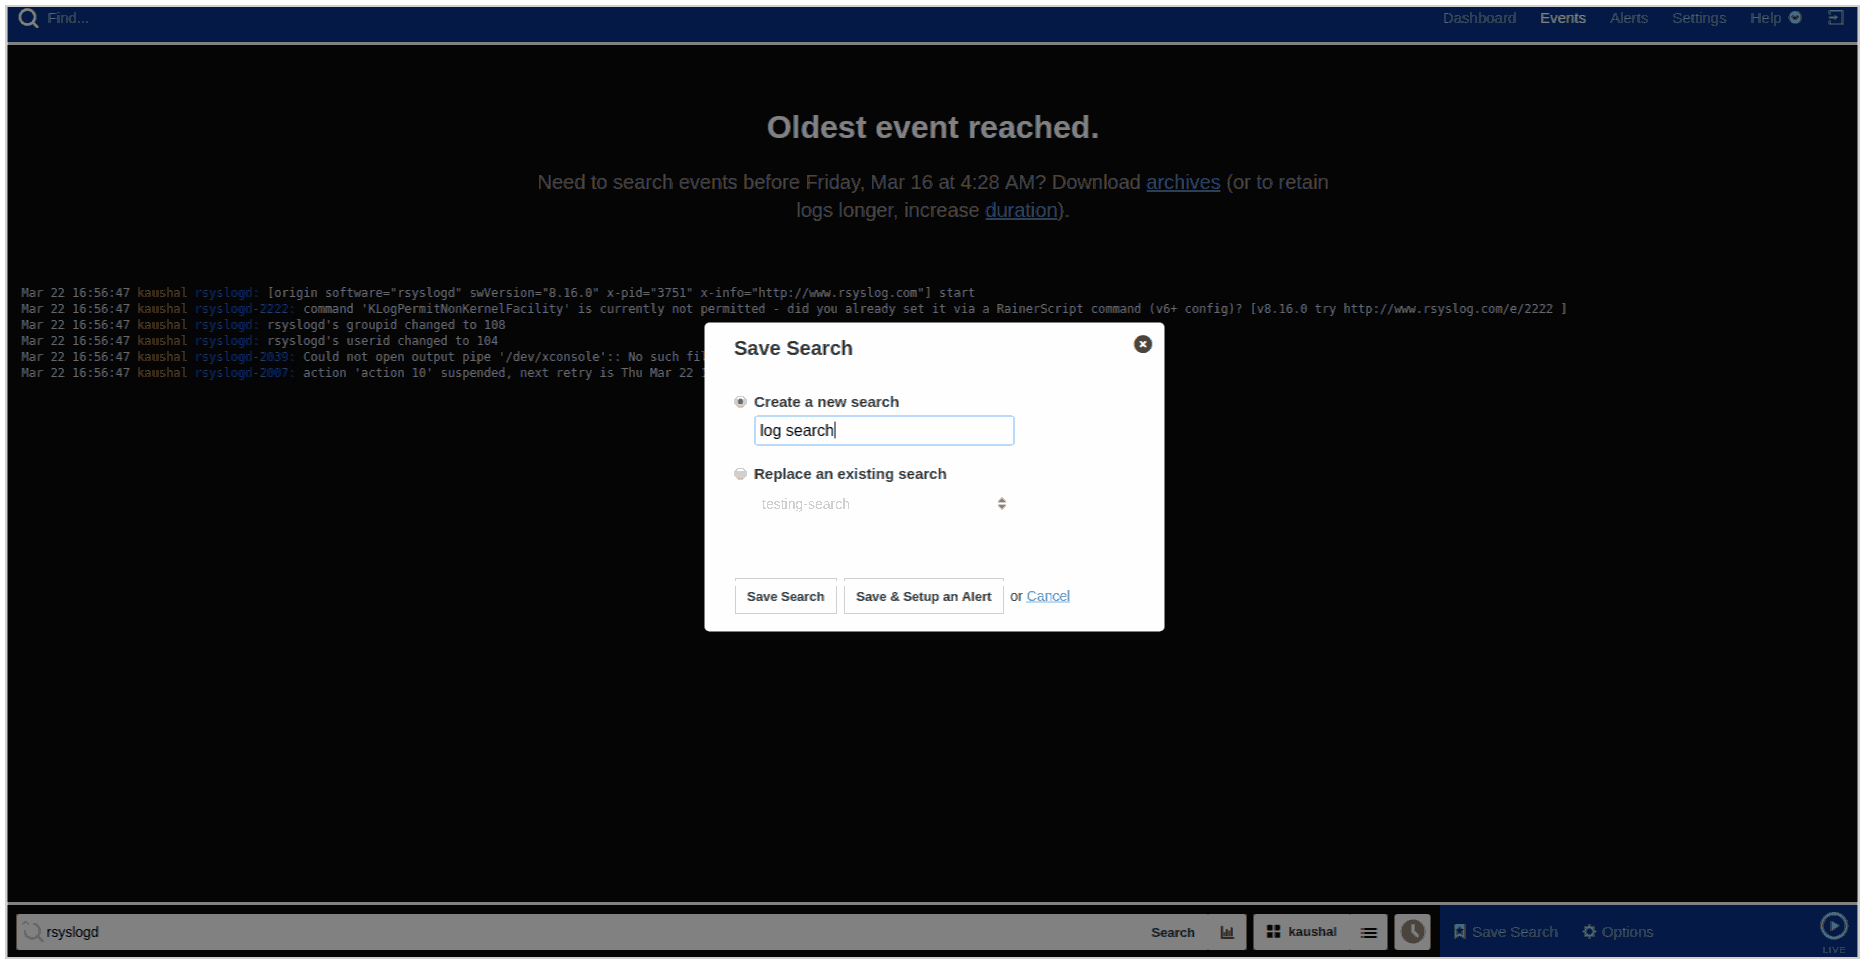 Find...
Dashboard Events Alerts Settings Help
Oldest event reached.
Need to search events before Friday, Mar 16 at 4:28 AM? Download archives (or to retain
logs longer, increase duration).
Mar 22 16:56:47 kaushal rsyslogd: [origin software="rsyslogd" swVersion="8.16.0" x-pid="3751" x-info="http://www.rsyslog.com"] start
Mar 22 16:56:47 kaushal rsyslogd-2222: command 'KLogPermitNonKernelFacility' is currently not permitted - did you already set it via a RainerScript command (v6+ config)? [v8.16.0 try http://www.rsyslog.com/e/2222 ]
Mar 22 16:56:47 kaushal rsyslogd: rsyslogd's groupid changed to 108
Mar 22 16:56:47 kaushal rsyslogd: rsyslogd's userid changed to 104
Mar 22 16:56:47 kaushal rsyslogd-2039: Could not open output pipe '/dev/xconsole':: No such fil
Mar 22 16:56:47 kaushal rsyslogd-2007: action 'action 10' suspended, next retry is Thu Mar 22
Save Search
Create a new search
log search
Replace an existing search
testing-search
Save Search Save & Setup an Alert or Cancel
rsyslogd Search kaushal Save Search Options
LIVE